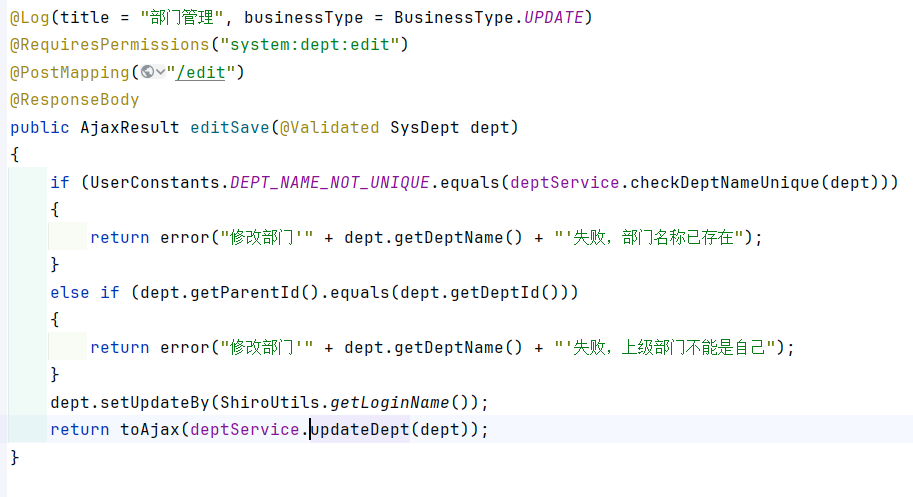 @Log(title = "部门管理", businessType = BusinessType.UPDATE)
@RequiresPermissions("system:dept:edit")
@PostMapping("/edit")
@ResponseBody
public AjaxResult editSave(@Validated SysDept dept)
{
    if (UserConstants.DEPT_NAME_NOT_UNIQUE.equals(deptService.checkDeptNameUnique(dept)))
    {
        return error("修改部门'" + dept.getDeptName() + "'失败，部门名称已存在");
    }
    else if (dept.getParentId().equals(dept.getDeptId()))
    {
        return error("修改部门'" + dept.getDeptName() + "'失败，上级部门不能是自己");
    }
    dept.setUpdateBy(ShiroUtils.getLoginName());
    return toAjax(deptService.updateDept(dept));
}